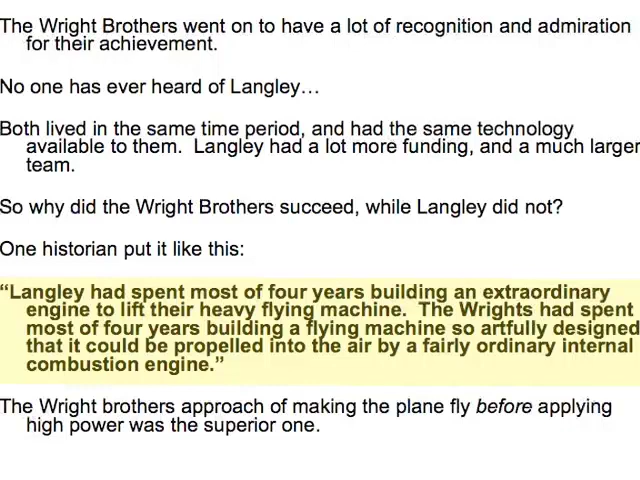 The Wright Brothers went on to have a lot of recognition and admiration
for their achievement.
No one has ever heard of Langley…
Both lived in the same time period, and had the same technology
available to them.  Langley had a lot more funding, and a much larger
team.
So why did the Wright Brothers succeed, while Langley did not?
One historian put it like this:
“Langley had spent most of four years building an extraordinary
engine to lift their heavy flying machine.  The Wrights had spent
most of four years building a flying machine so artfully designed
that it could be propelled into the air by a fairly ordinary internal
combustion engine.”
The Wright brothers approach of making the plane fly before applying
high power was the superior one.